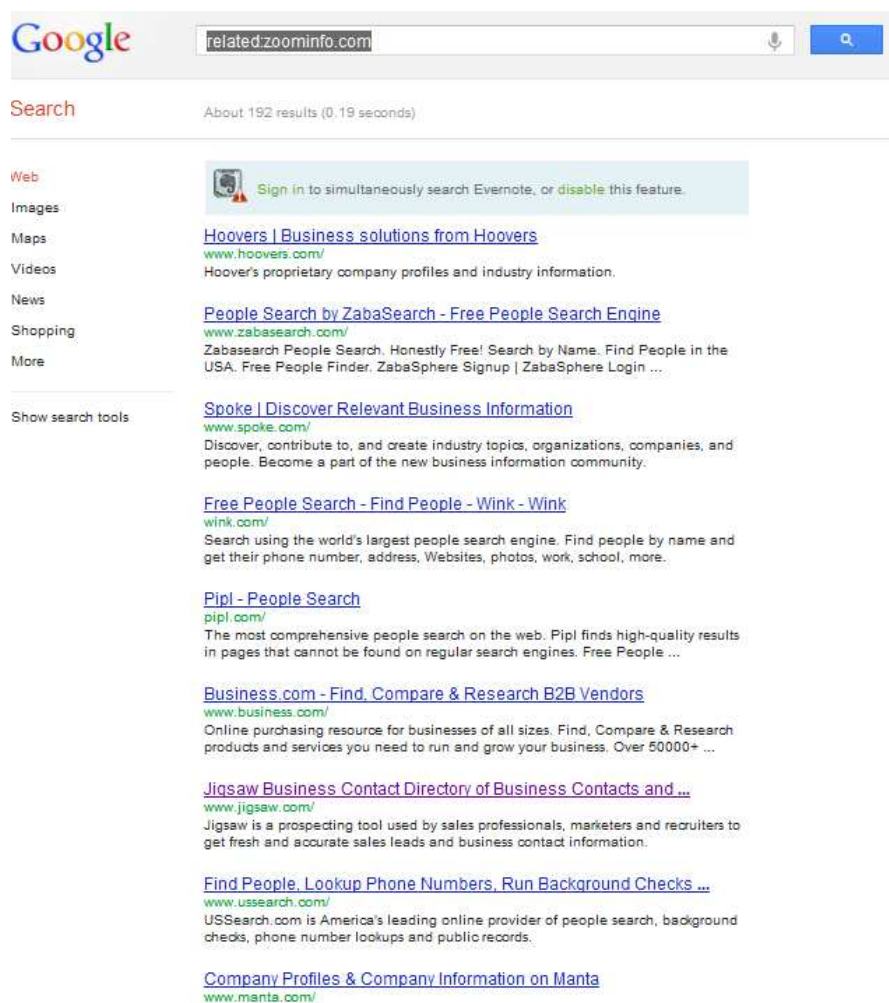 Google
related:zoominfo.com
Search
About 192 results (0.19 seconds)
Web
Images
Maps
Videos
News
Shopping
More
Show search tools
Sign in to simultaneously search Evernote, or disable this feature.
Hoovers | Business solutions from Hoovers
www.hoovers.com/
Hoover's proprietary company profiles and industry information.
People Search by ZabaSearch - Free People Search Engine
www.zabasearch.com/
Zabasearch People Search. Honestly Free! Search by Name. Find People in the
USA. Free People Finder. ZabaSphere Signup | ZabaSphere Login ...
Spoke | Discover Relevant Business Information
www.spoke.com/
Discover, contribute to, and create industry topics, organizations, companies, and
people. Become a part of the new business information community.
Free People Search - Find People - Wink - Wink
wink.com/
Search using the world's largest people search engine. Find people by name and
get their phone number, address, Websites, photos, work, school, more.
Pipl - People Search
pipl.com/
The most comprehensive people search on the web. Pipl finds high-quality results
in pages that cannot be found on regular search engines. Free People ...
Business.com - Find, Compare & Research B2B Vendors
www.business.com/
Online purchasing resource for businesses of all sizes. Find, Compare & Research
products and services you need to run and grow your business. Over 50000+ ...
Jigsaw Business Contact Directory of Business Contacts and ...
www.jigsaw.com/
Jigsaw is a prospecting tool used by sales professionals, marketers and recruiters to
get fresh and accurate sales leads and business contact information.
Find People, Lookup Phone Numbers, Run Background Checks ...
www.ussearch.com/
USSearch.com is America's leading online provider of people search, background
checks, phone number lookups and public records.
Company Profiles & Company Information on Manta
www.manta.com/